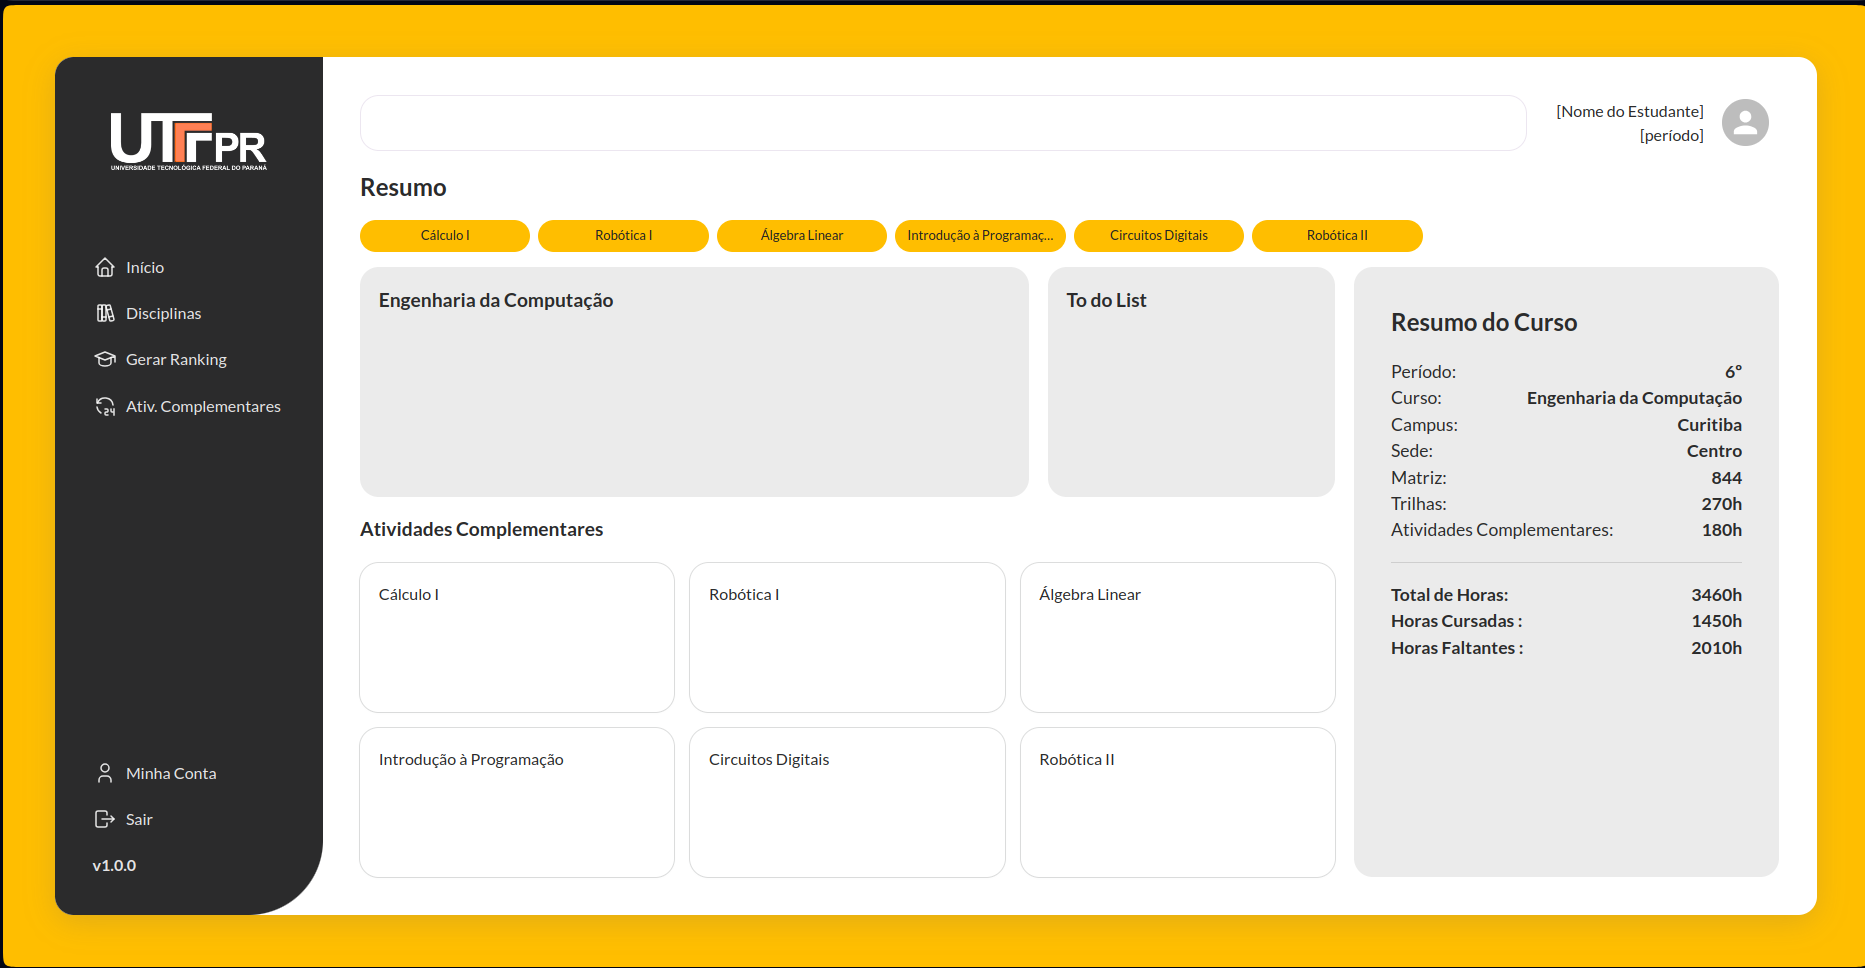 UTFPR
UNIVERSIDADE TECNOLÓGICA FEDERAL DO PARANÁ
Início
Disciplinas
Gerar Ranking
24
Ativ. Complementares
Minha Conta
Sair
v1.0.0
[Nome do Estudante]
[período]
Resumo
Cálculo I
Robótica I
Álgebra Linear
Introdução à Programaç...
Circuitos Digitais
Robótica II
Engenharia da Computação
To do List
Atividades Complementares
Cálculo I
Robótica I
Álgebra Linear
Introdução à Programação
Circuitos Digitais
Robótica II
Resumo do Curso
Período: 6º
Curso: Engenharia da Computação
Campus: Curitiba
Sede: Centro
Matriz: 844
Trilhas: 270h
Atividades Complementares: 180h
Total de Horas: 3460h
Horas Cursadas : 1450h
Horas Faltantes : 2010h